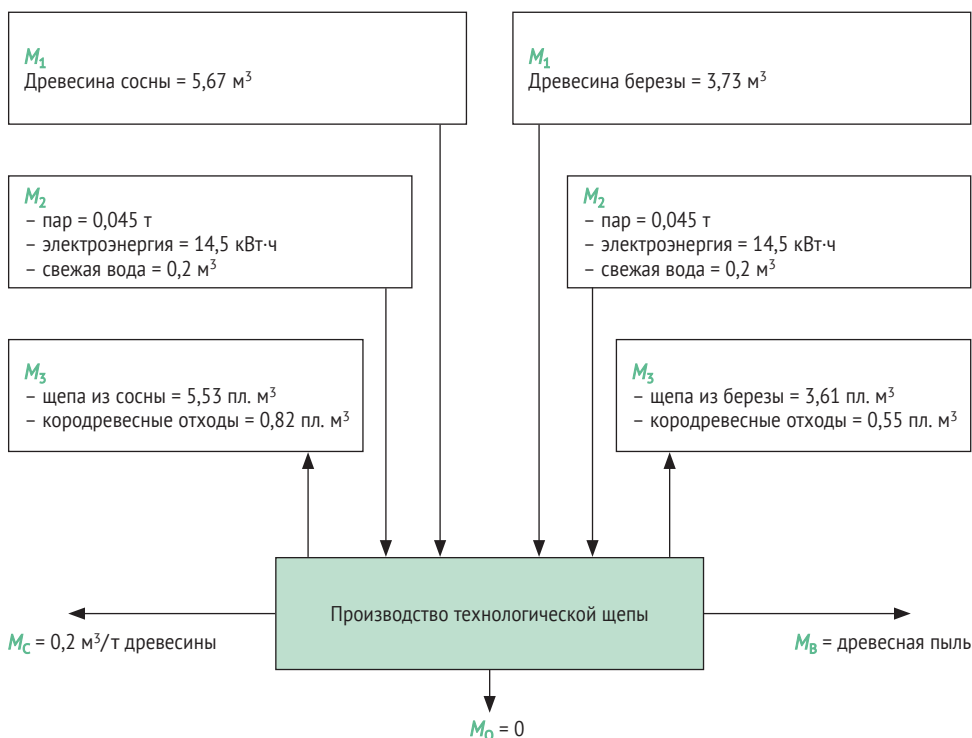 M₁
Древесина сосны = 5,67 м³
M₁
Древесина березы = 3,73 м³
M₂
– пар = 0,045 т
– электроэнергия = 14,5 кВт·ч
– свежая вода = 0,2 м³
M₂
– пар = 0,045 т
– электроэнергия = 14,5 кВт·ч
– свежая вода = 0,2 м³
M₃
– щепа из сосны = 5,53 пл. м³
– кородревесные отходы = 0,82 пл. м³
M₃
– щепа из березы = 3,61 пл. м³
– кородревесные отходы = 0,55 пл. м³
Производство технологической щепы
M_C = 0,2 м³/т древесины
M_B = древесная пыль
M_O = 0